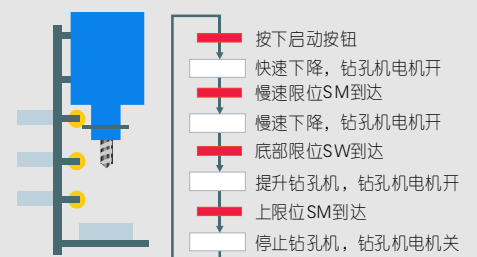 按下启动按钮
快速下降，钻孔机电机开
慢速限位SM到达
慢速下降，钻孔机电机开
底部限位SW到达
提升钻孔机，钻孔机电机开
上限位SM到达
停止钻孔机，钻孔机电机关